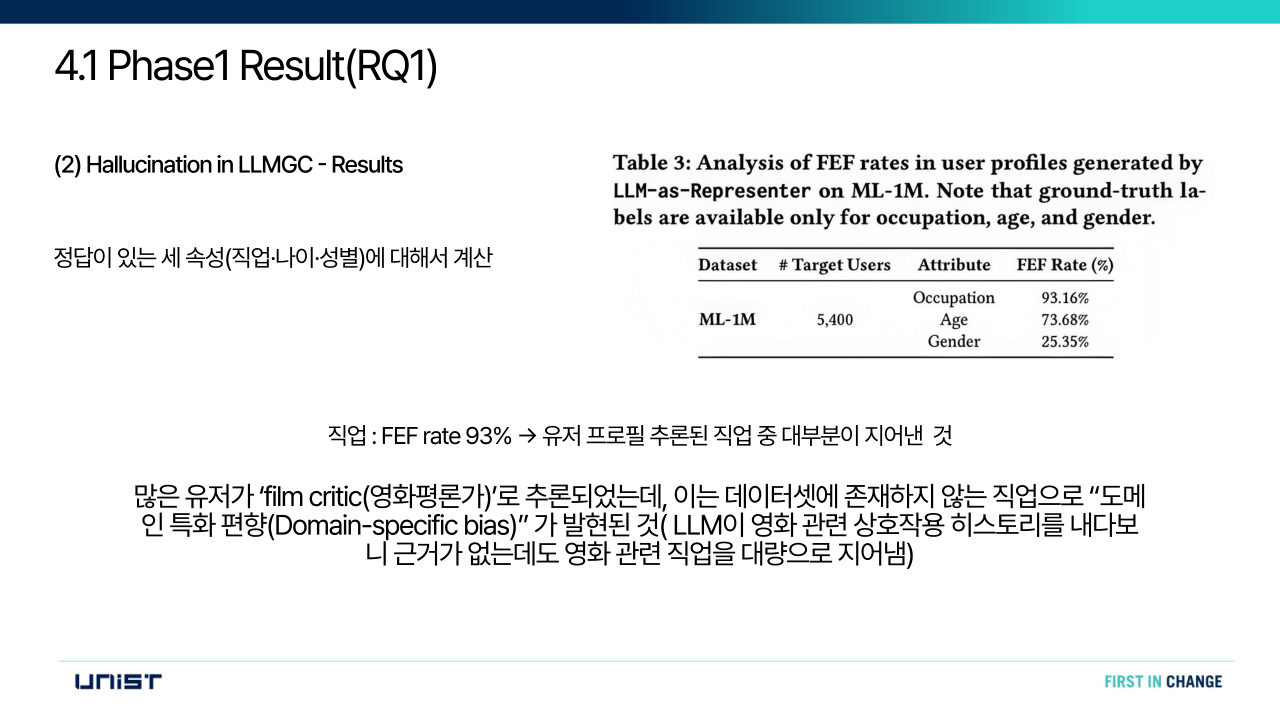 4.1 Phase1 Result(RQ1)
(2) Hallucination in LLMGC - Results
정답이 있는 세 속성(직업·나이·성별)에 대해서 계산
Table 3: Analysis of FEF rates in user profiles generated by
LLM-as-Representer on ML-1M. Note that ground-truth la-
bels are available only for occupation, age, and gender.
Dataset # Target Users Attribute FEF Rate (%)
Occupation 93.16%
ML-1M 5,400 Age 73.68%
Gender 25.35%
직업 : FEF rate 93% → 유저 프로필 추론된 직업 중 대부분이 지어낸 것
많은 유저가 ‘film critic(영화평론가)’로 추론되었는데, 이는 데이터셋에 존재하지 않는 직업으로 “도메
인 특화 편향(Domain-specific bias)” 가 발현된 것( LLM이 영화 관련 상호작용 히스토리를 내다보
니 근거가 없는데도 영화 관련 직업을 대량으로 지어냄)
UNIST
FIRST IN CHANGE